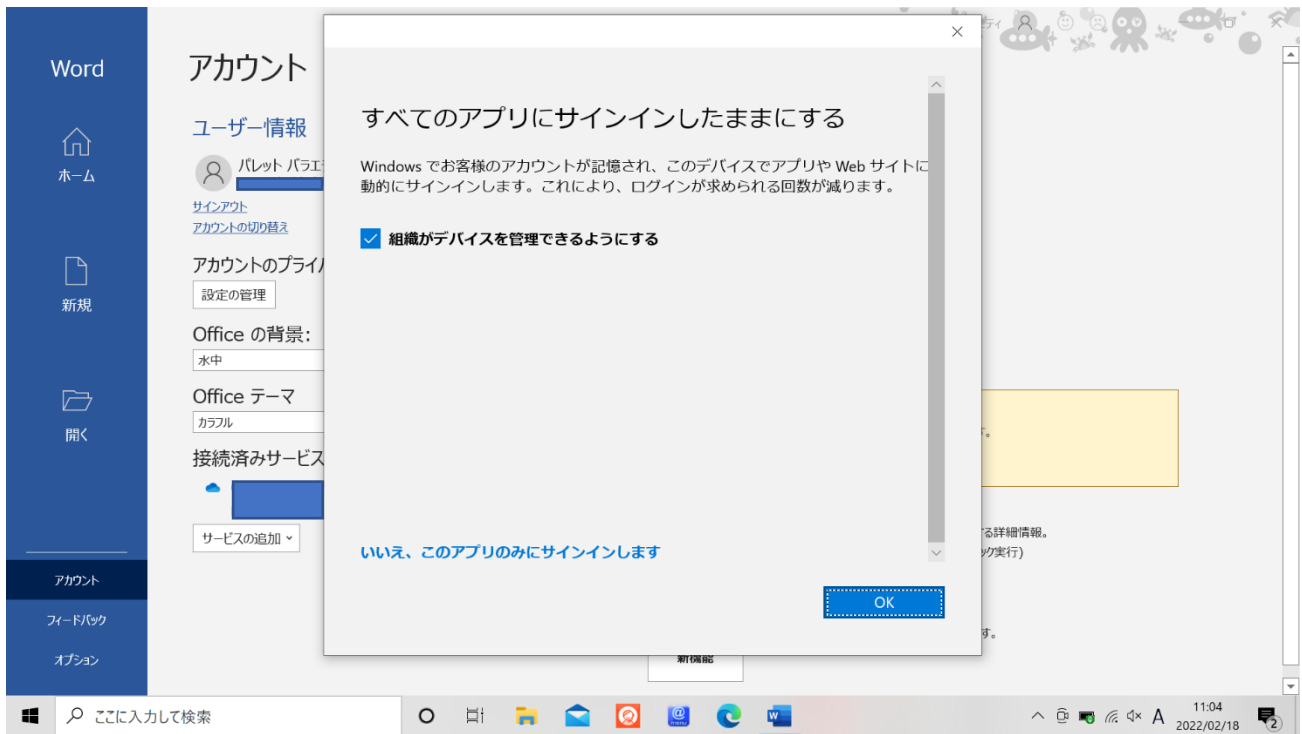 Word
ホーム
新規
開く
アカウント
フィードバック
オプション
アカウント
ユーザー情報
パレット バラエ
サインアウト
アカウントの切り替え
アカウントのプライバ
設定の管理
Office の背景:
水中
Office テーマ
カラフル
接続済みサービス
サービスの追加
すべてのアプリにサインインしたままにする
Windows でお客様のアカウントが記憶され、このデバイスでアプリや Web サイトに
動的にサインインします。これにより、ログインが求められる回数が減ります。
組織がデバイスを管理できるようにする
いいえ、このアプリのみにサインインします
OK
ティ
す。
る詳細情報。
ック実行)
す。
新機能
ここに入力して検索
A
11:04
2022/02/18
2